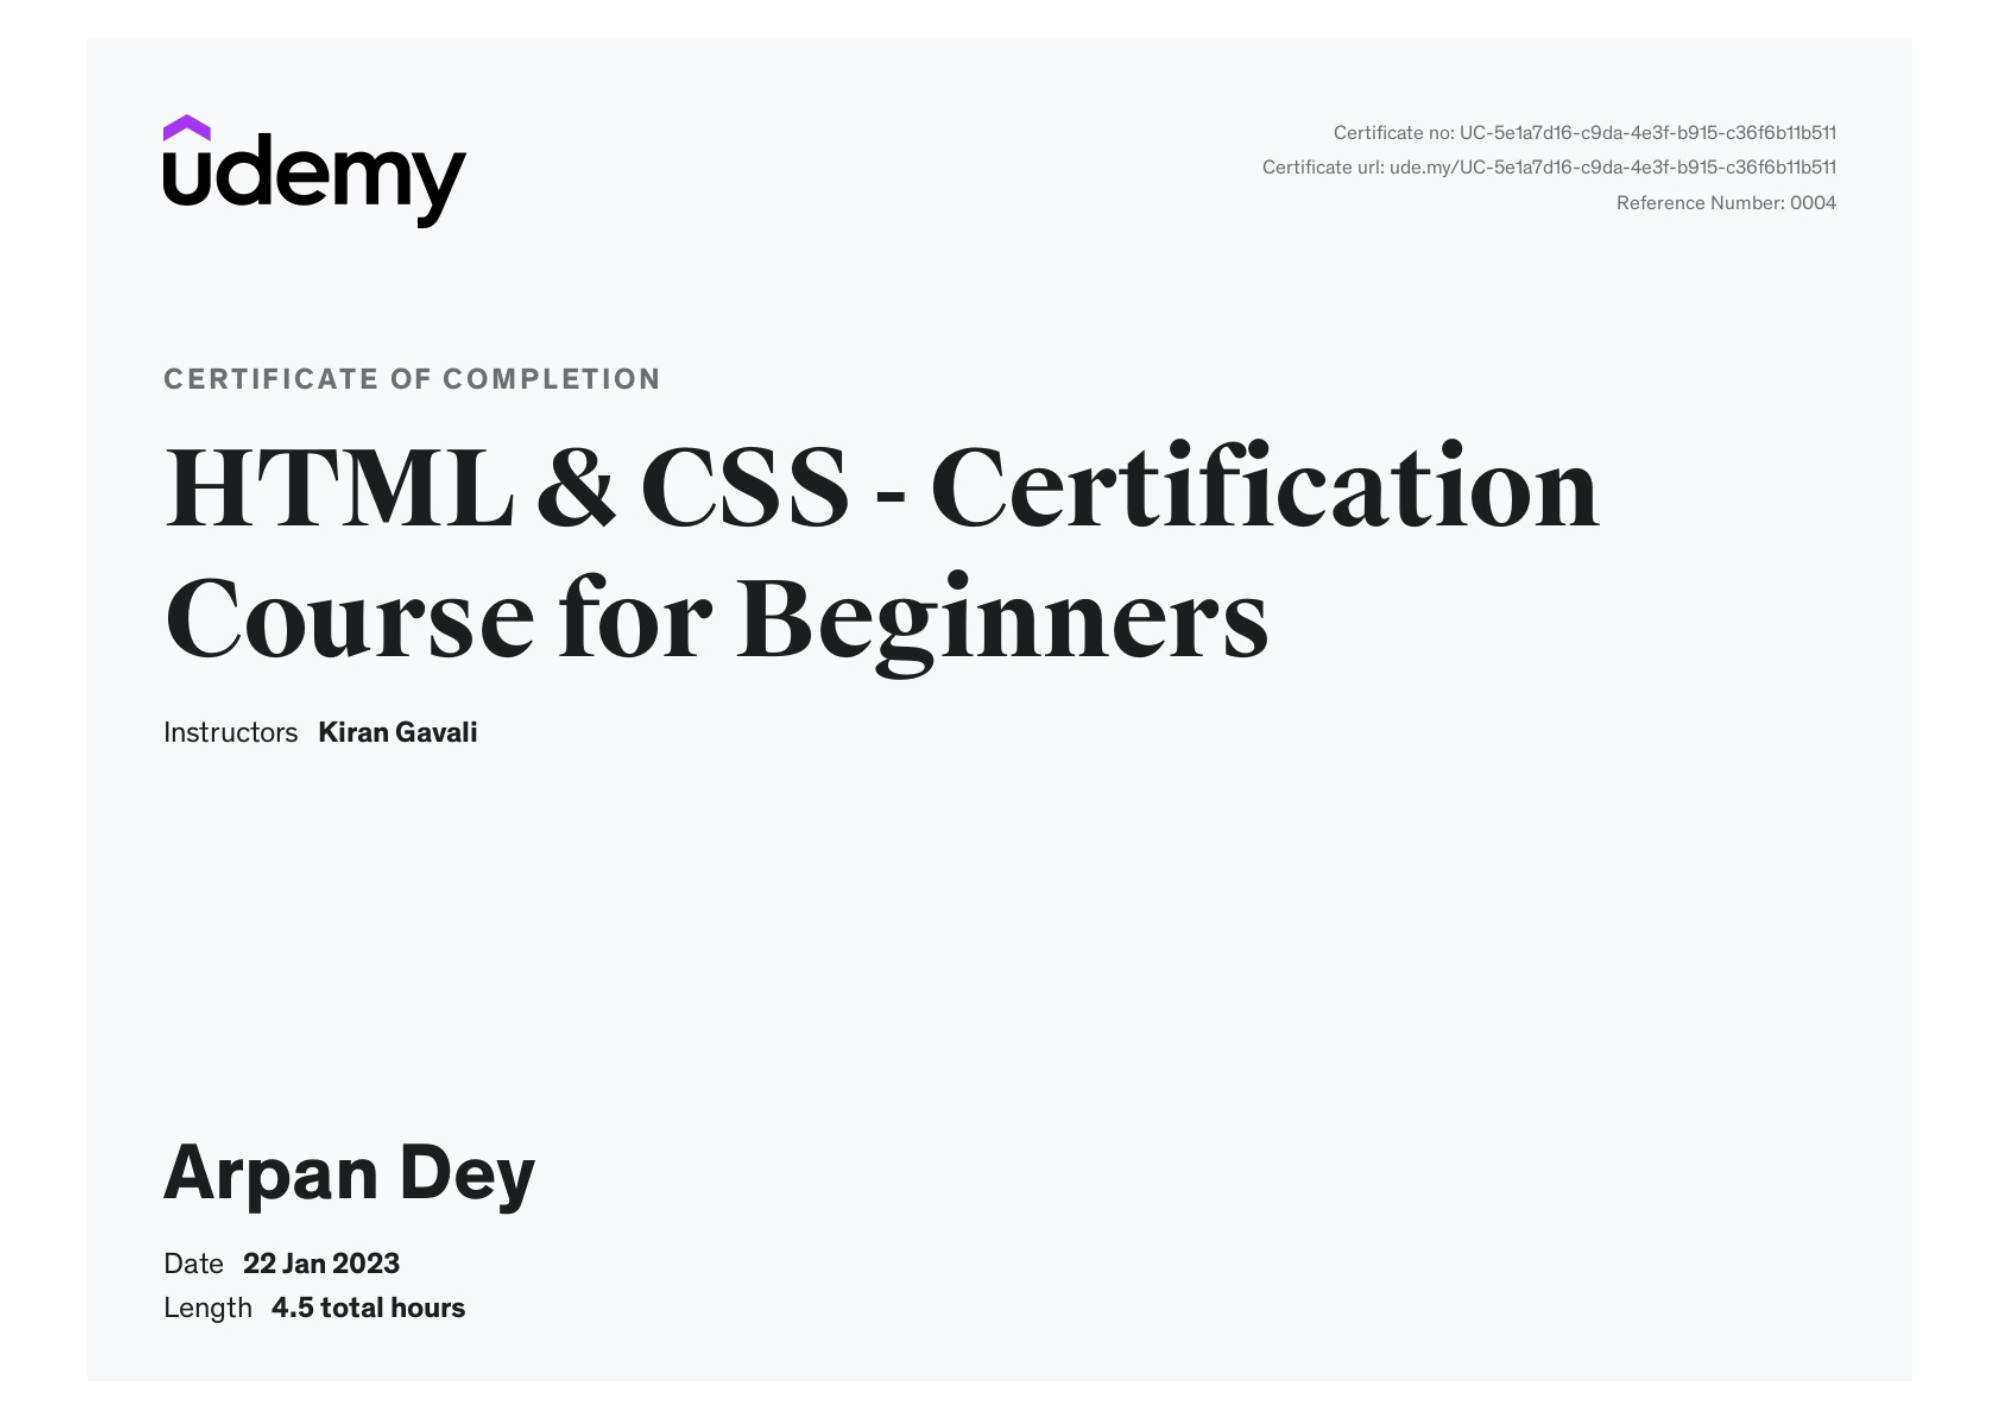 udemy
Certificate no: UC-5e1a7d16-c9da-4e3f-b915-c36f6b11b511
Certificate url: ude.my/UC-5e1a7d16-c9da-4e3f-b915-c36f6b11b511
Reference Number: 0004
CERTIFICATE OF COMPLETION
HTML & CSS - Certification
Course for Beginners
Instructors Kiran Gavali
Arpan Dey
Date 22 Jan 2023
Length 4.5 total hours